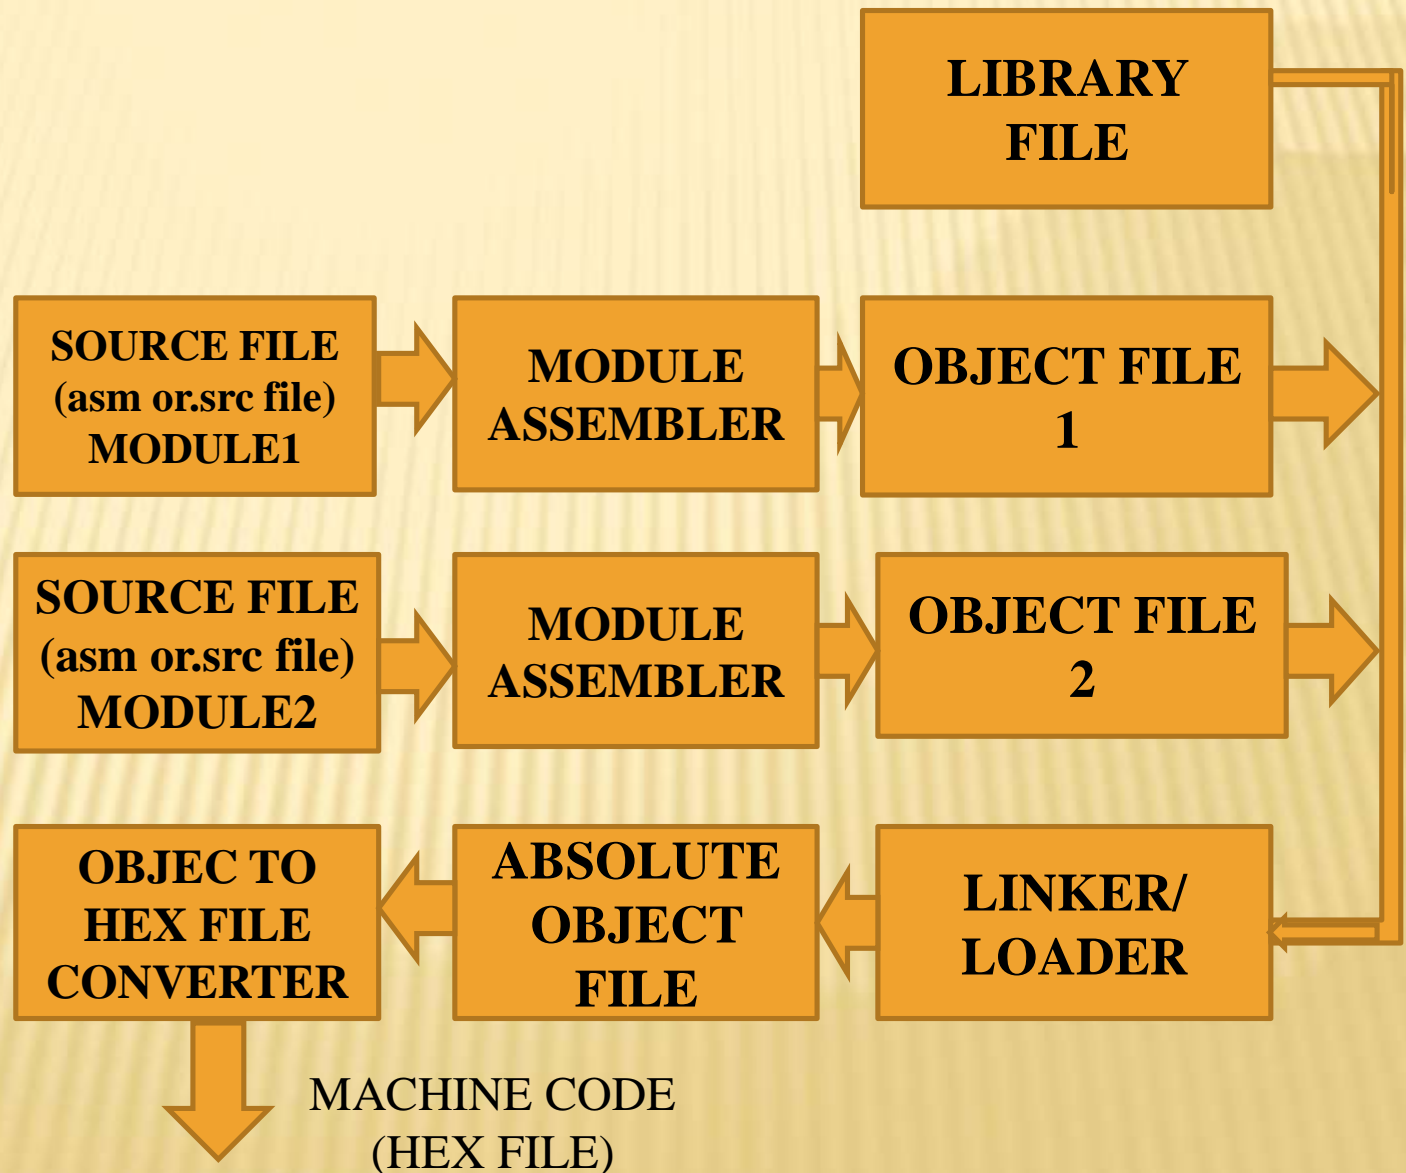 LIBRARY
FILE
SOURCE FILE
(asm or.src file)
MODULE1
MODULE
ASSEMBLER
OBJECT FILE
1
SOURCE FILE
(asm or.src file)
MODULE2
MODULE
ASSEMBLER
OBJECT FILE
2
OBJEC TO
HEX FILE
CONVERTER
ABSOLUTE
OBJECT
FILE
LINKER/
LOADER
MACHINE CODE
(HEX FILE)